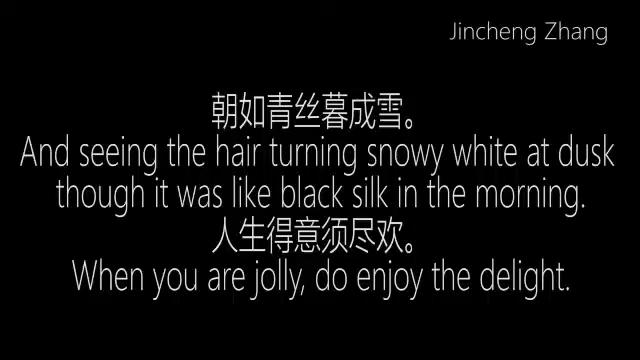 Jincheng Zhang
朝如青丝暮成雪。
And seeing the hair turning snowy white at dusk
though it was like black silk in the morning.
人生得意须尽欢。
When you are jolly, do enjoy the delight.